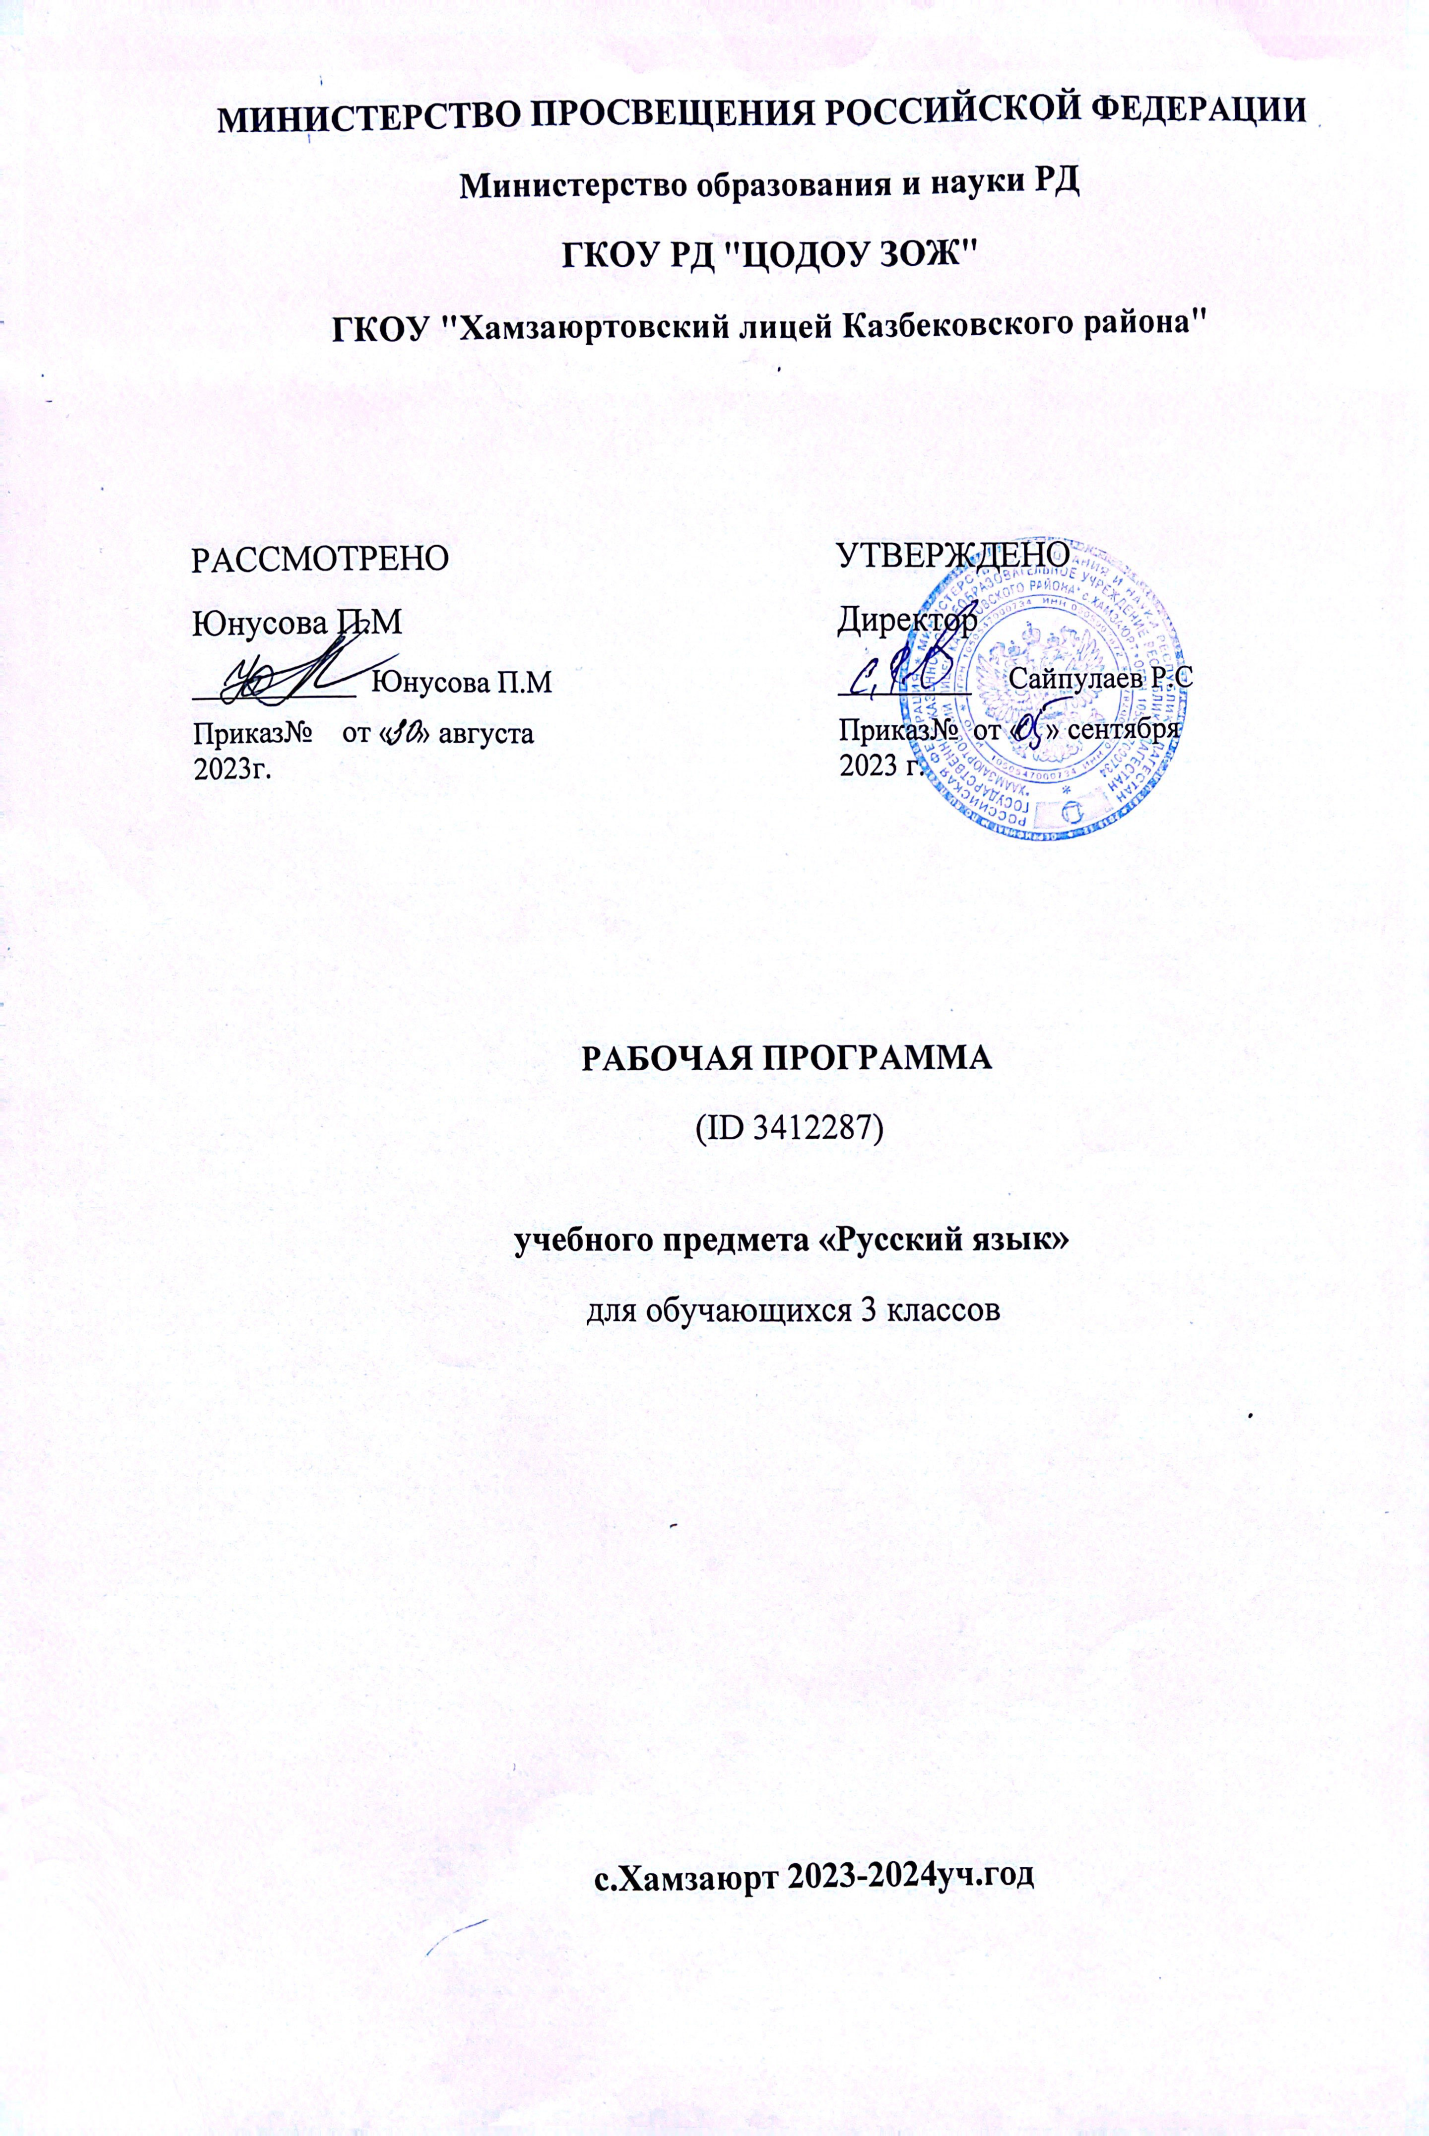 МИНИСТЕРСТВО ПРОСВЕЩЕНИЯ РОССИЙСКОЙ ФЕДЕРАЦИИ
Министерство образования и науки РД
ГКОУ РД "ЦОДОУ ЗОЖ"
ГКОУ "Хамзаюртовский лицей Казбековского района"
РАССМОТРЕНО
Юнусова П.М
Юнусова П.М
Приказ№ от «30» августа
2023г.
УТВЕРЖДЕНО
Директор
Сайпулаев Р.С
Приказ№ от «05» сентября
2023 г.
РАБОЧАЯ ПРОГРАММА
(ID 3412287)
учебного предмета «Русский язык»
для обучающихся 3 классов
с.Хамзаюрт 2023-2024уч.год